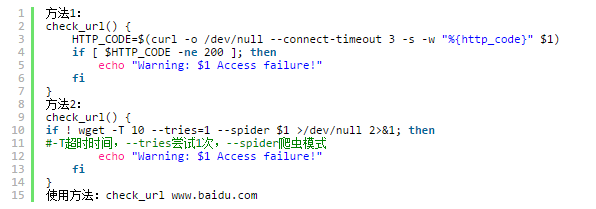 1 方法1:
2 check_url() {
3     HTTP_CODE=$(curl -o /dev/null --connect-timeout 3 -s -w "%{http_code}" $1)
4     if [ $HTTP_CODE -ne 200 ]; then
5         echo "Warning: $1 Access failure!"
6     fi
7 }
8 方法2:
9 check_url() {
10 if ! wget -T 10 --tries=1 --spider $1 >/dev/null 2>&1; then
11 #-T超时时间，--tries尝试1次，--spider爬虫模式
12         echo "Warning: $1 Access failure!"
13     fi
14 }
15 使用方法：check_url www.baidu.com